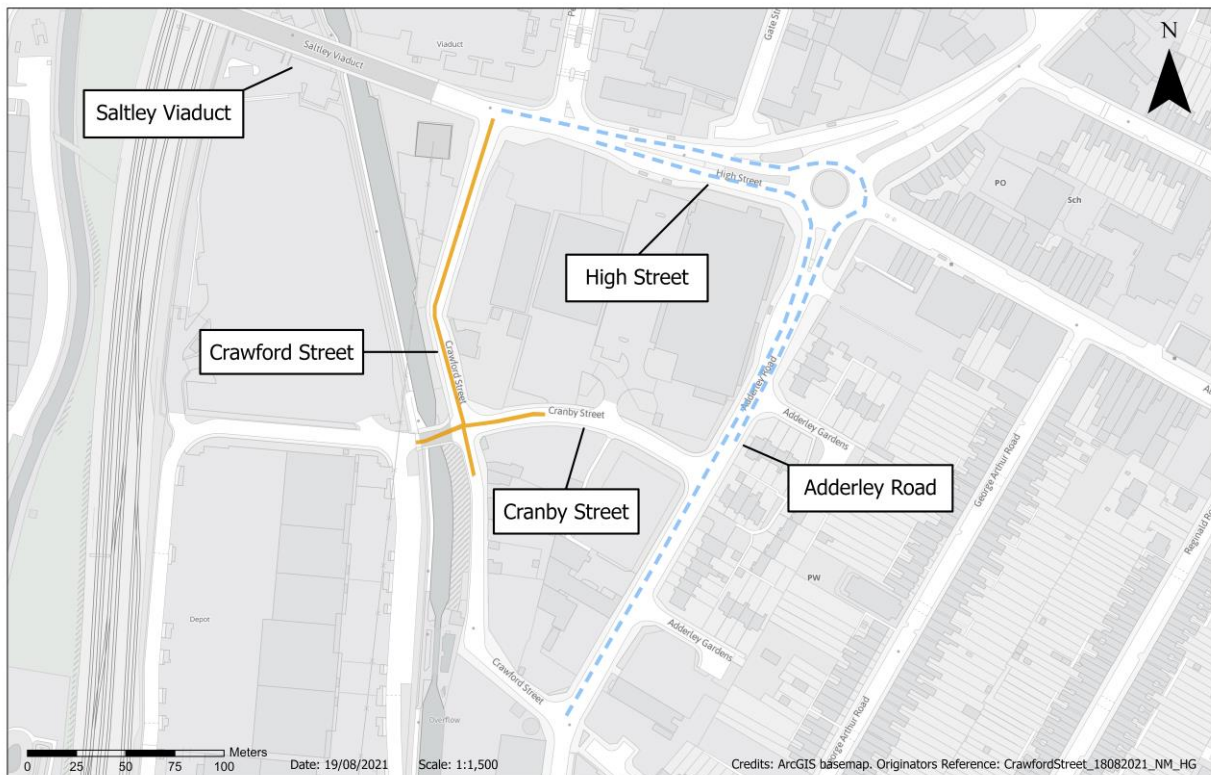 Saltley Viaduct
Viaduct
Gate Street
N
Saltley Viaduct
High Street
PO
Sch
High Street
Crawford Street
Crawford Street
Adderley Road
Cranby Street
Adderley Gardens
George Arthur Road
Adderley Road
Cranby Street
PW
Depot
Adderley Gardens
Crawford Street
Overflow
George Arthur Road
Meters
0 25 50 75 100
Date: 19/08/2021 Scale: 1:1,500
Credits: ArcGIS basemap. Originators Reference: CrawfordStreet_18082021_NM_HG